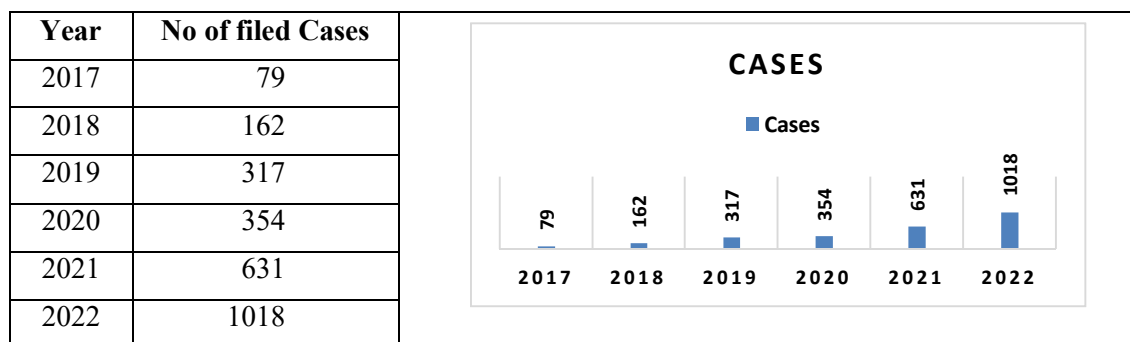 Year No of filed Cases
2017 79
2018 162
2019 317
2020 354
2021 631
2022 1018
CASES
Cases
79 162 317 354 631 1018
2017 2018 2019 2020 2021 2022